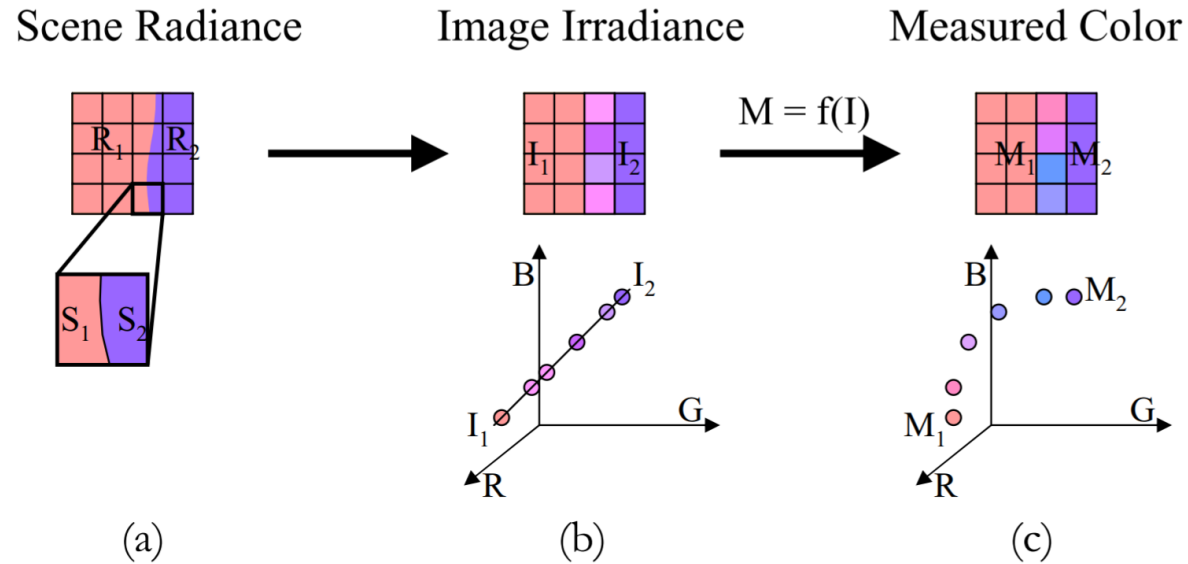 Scene Radiance
Image Irradiance
Measured Color
R₁ R₂
S₁ S₂
I₁ I₂
M = f(I)
M₁ M₂
B
I₂
G
I₁
R
B
M₂
G
M₁
R
(a)
(b)
(c)